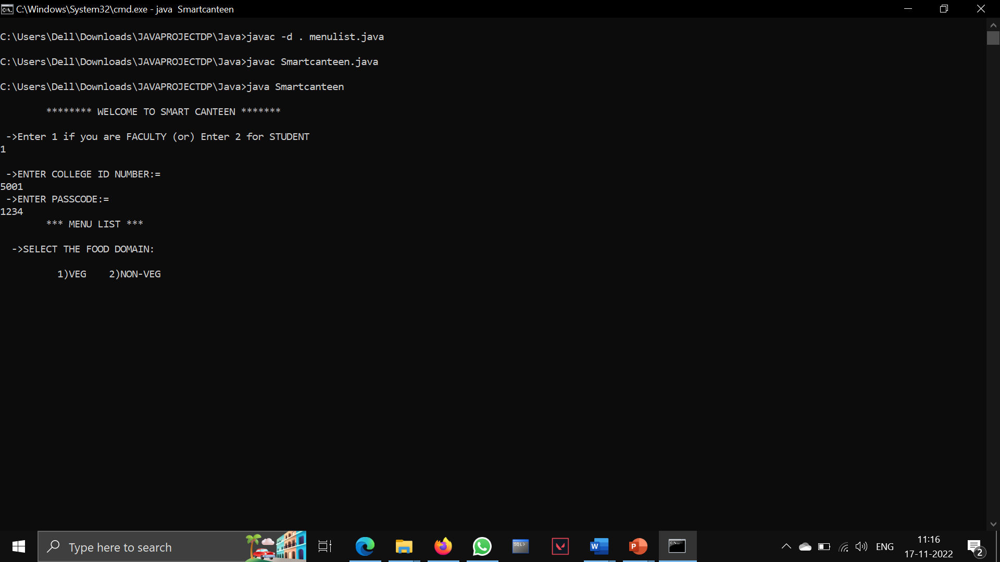 C:\Windows\System32\cmd.exe - java  Smartcanteen
C:\Users\Dell\Downloads\JAVAPROJECTDP\Java>javac -d . menulist.java
C:\Users\Dell\Downloads\JAVAPROJECTDP\Java>javac Smartcanteen.java
C:\Users\Dell\Downloads\JAVAPROJECTDP\Java>java Smartcanteen
******** WELCOME TO SMART CANTEEN *******
->Enter 1 if you are FACULTY (or) Enter 2 for STUDENT
1
->ENTER COLLEGE ID NUMBER:=
5001
->ENTER PASSCODE:=
1234
*** MENU LIST ***
->SELECT THE FOOD DOMAIN:
1)VEG    2)NON-VEG
Type here to search
SQL>
W
P
ENG
11:16
17-11-2022
2